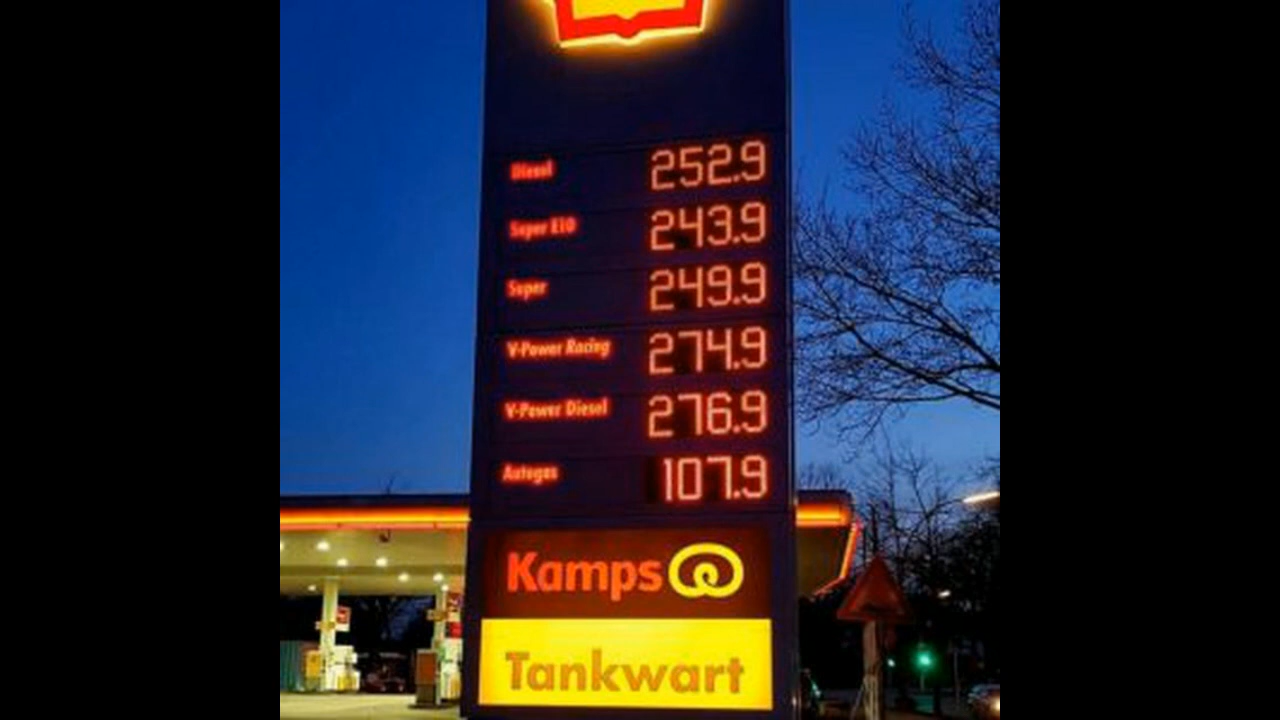 Diesel 252.9
Super E10 243.9
Super 249.9
V-Power Racing 274.9
V-Power Diesel 276.9
Autogas 107.9
Kamps
Tankwart